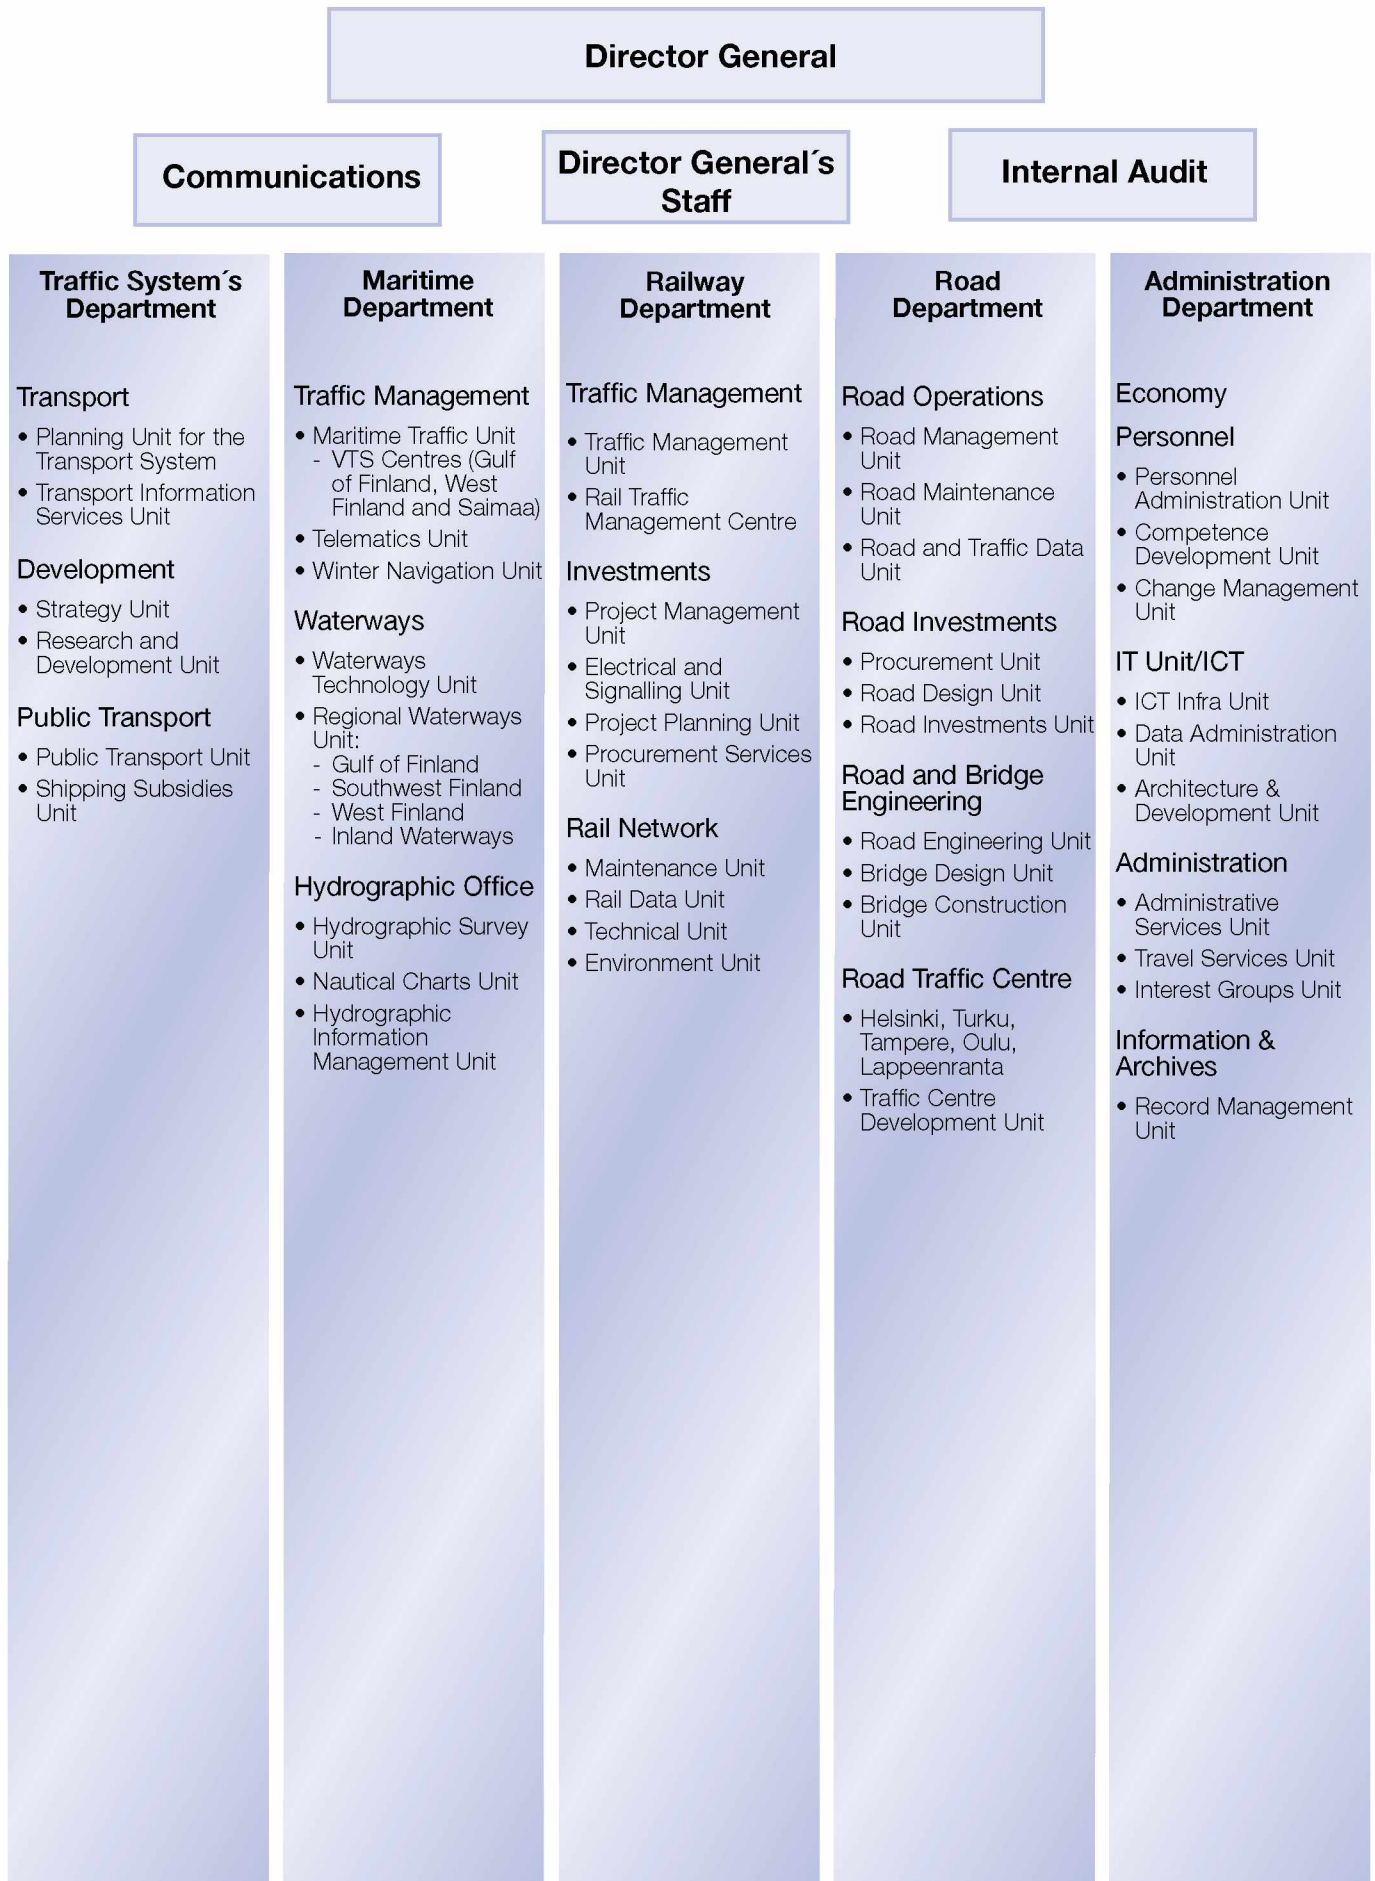 Director General
Communications
Director General´s
Staff
Internal Audit
Traffic System´s
Department
Transport
• Planning Unit for the
Transport System
• Transport Information
Services Unit
Development
• Strategy Unit
• Research and
Development Unit
Public Transport
• Public Transport Unit
• Shipping Subsidies
Unit
Maritime
Department
Traffic Management
• Maritime Traffic Unit
- VTS Centres (Gulf
of Finland, West
Finland and Saimaa)
• Telematics Unit
• Winter Navigation Unit
Waterways
• Waterways
Technology Unit
• Regional Waterways
Unit:
- Gulf of Finland
- Southwest Finland
- West Finland
- Inland Waterways
Hydrographic Office
• Hydrographic Survey
Unit
• Nautical Charts Unit
• Hydrographic
Information
Management Unit
Railway
Department
Traffic Management
• Traffic Management
Unit
• Rail Traffic
Management Centre
Investments
• Project Management
Unit
• Electrical and
Signalling Unit
• Project Planning Unit
• Procurement Services
Unit
Rail Network
• Maintenance Unit
• Rail Data Unit
• Technical Unit
• Environment Unit
Road
Department
Road Operations
• Road Management
Unit
• Road Maintenance
Unit
• Road and Traffic Data
Unit
Road Investments
• Procurement Unit
• Road Design Unit
• Road Investments Unit
Road and Bridge
Engineering
• Road Engineering Unit
• Bridge Design Unit
• Bridge Construction
Unit
Road Traffic Centre
• Helsinki, Turku,
Tampere, Oulu,
Lappeenranta
• Traffic Centre
Development Unit
Administration
Department
Economy
Personnel
• Personnel
Administration Unit
• Competence
Development Unit
• Change Management
Unit
IT Unit/ICT
• ICT Infra Unit
• Data Administration
Unit
• Architecture &
Development Unit
Administration
• Administrative
Services Unit
• Travel Services Unit
• Interest Groups Unit
Information &
Archives
• Record Management
Unit